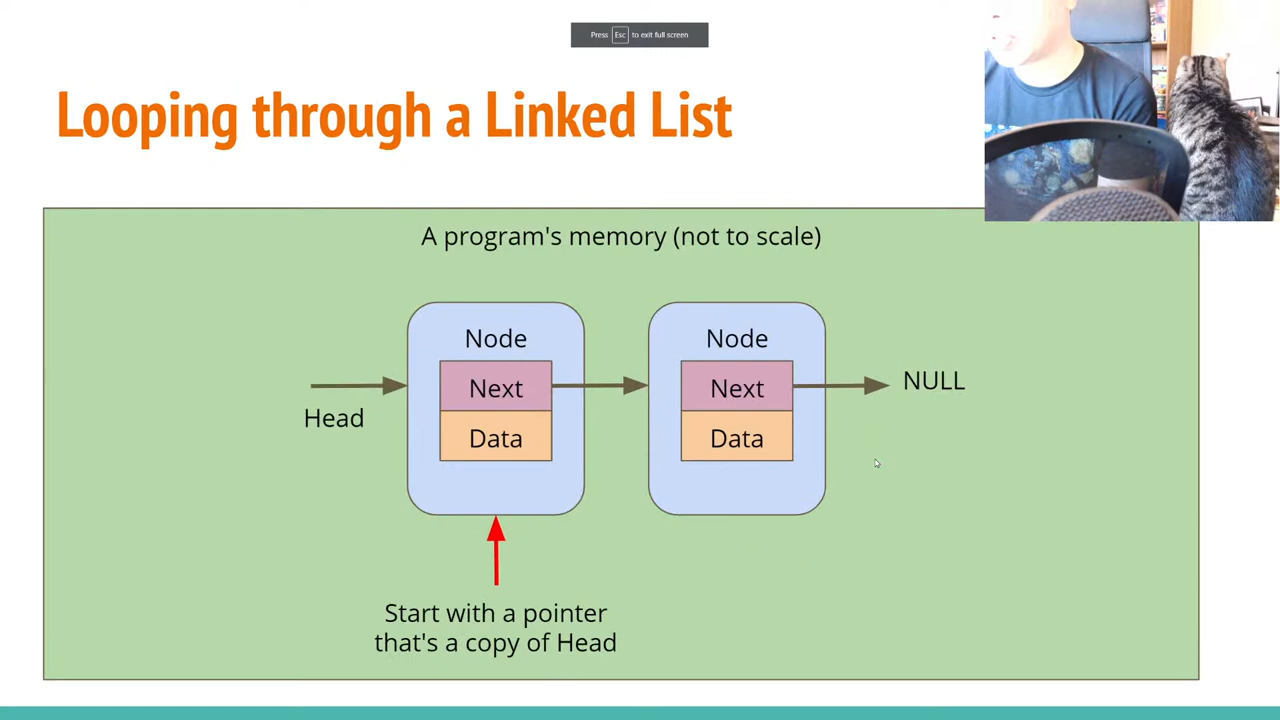 Press Esc to exit full screen
Looping through a Linked List
A program's memory (not to scale)
Node
Next
Data
Node
Next
Data
Head
NULL
Start with a pointer
that's a copy of Head